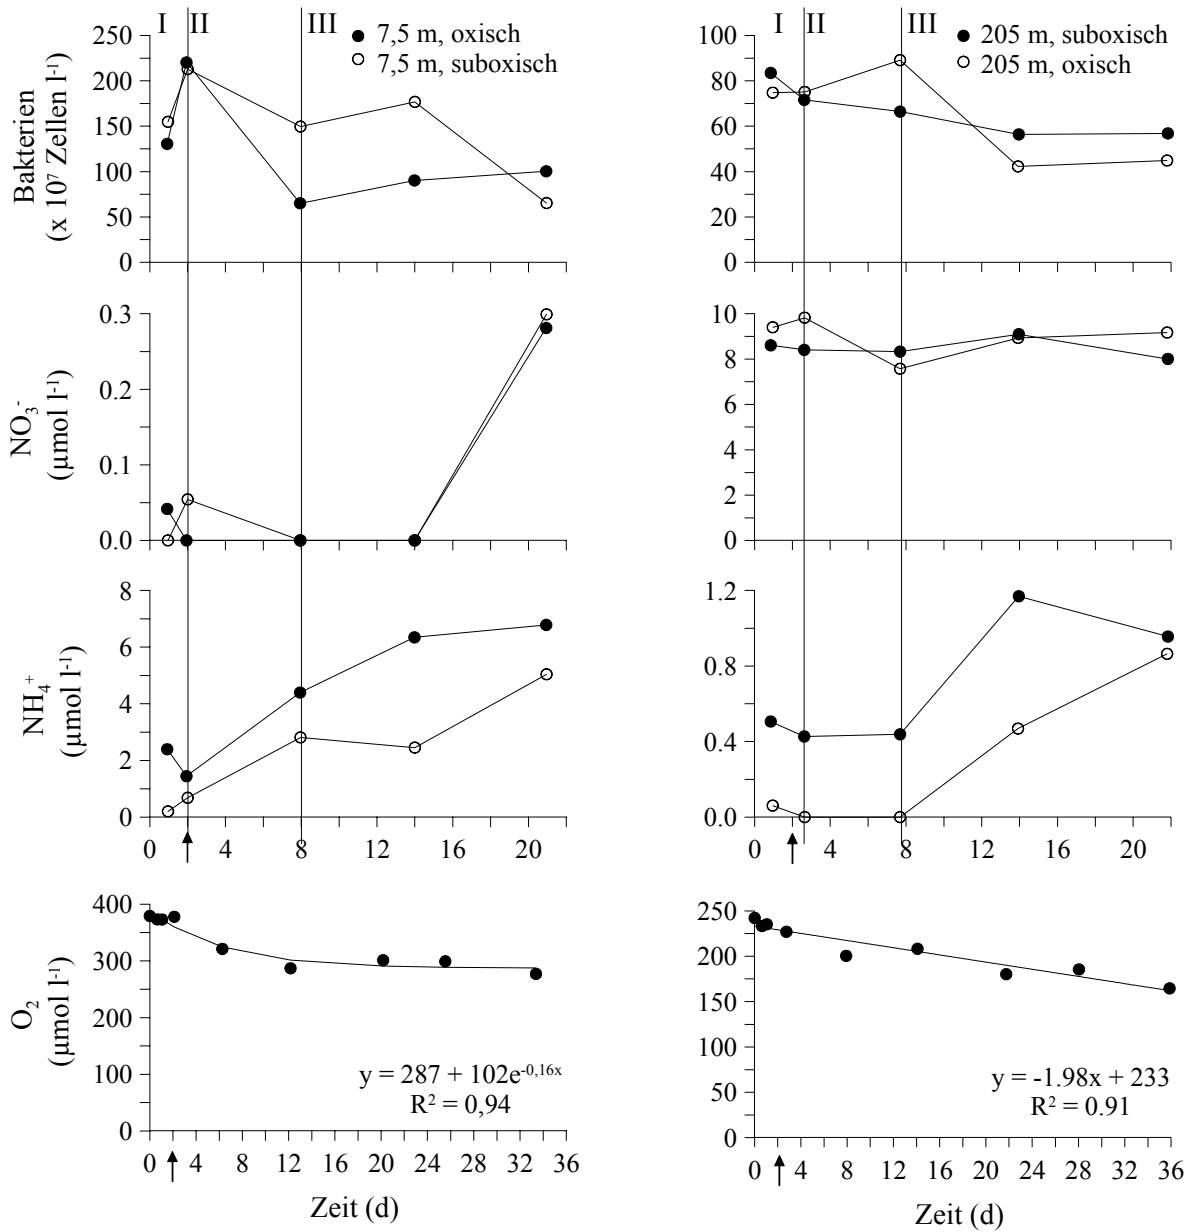 I II III
7,5 m, oxisch
7,5 m, suboxisch
250
200
150
100
50
0
Bakterien
(x 10⁷ Zellen l⁻¹)
0.3
0.2
0.1
0.0
NO₃⁻
(µmol l⁻¹)
8
6
4
2
0
NH₄⁺
(µmol l⁻¹)
0 4 8 12 16 20
400
300
200
400
100
0
O₂
(µmol l⁻¹)
y = 287 + 102e⁻⁰,¹⁶ˣ
R² = 0,94
0 4 12 20 28 36
Zeit (d)
I II III
205 m, suboxisch
205 m, oxisch
100
80
60
40
20
0
10
8
6
4
2
0
1.2
0.8
0.4
0.0
0 4 8 12 16 20
250
200
150
100
50
0
y = -1.98x + 233
R² = 0.91
0 4 8 12 16 20 24 28 32 36
Zeit (d)